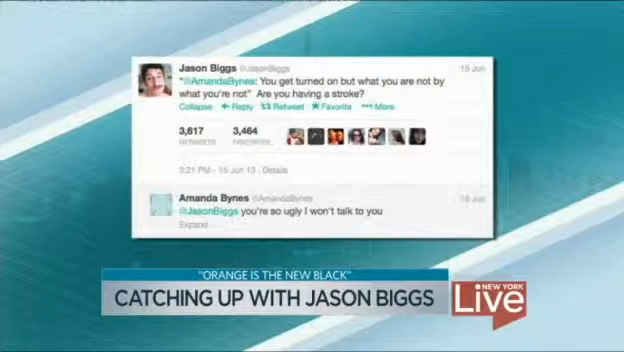 Jason Biggs @JasonBiggs 15 Jun
"@AmandaBynes: You get turned on but what you are not by
what you're not" Are you having a stroke?
Collapse Reply Retweet Favorite More
3,617 3,464
RETWEETS FAVORITES
3:21 PM - 15 Jun 13 · Details
Amanda Bynes @AmandaBynes 15 Jun
@JasonBiggs you're so ugly I won't talk to you
Expand
"ORANGE IS THE NEW BLACK"
CATCHING UP WITH JASON BIGGS
NEW YORK
Live